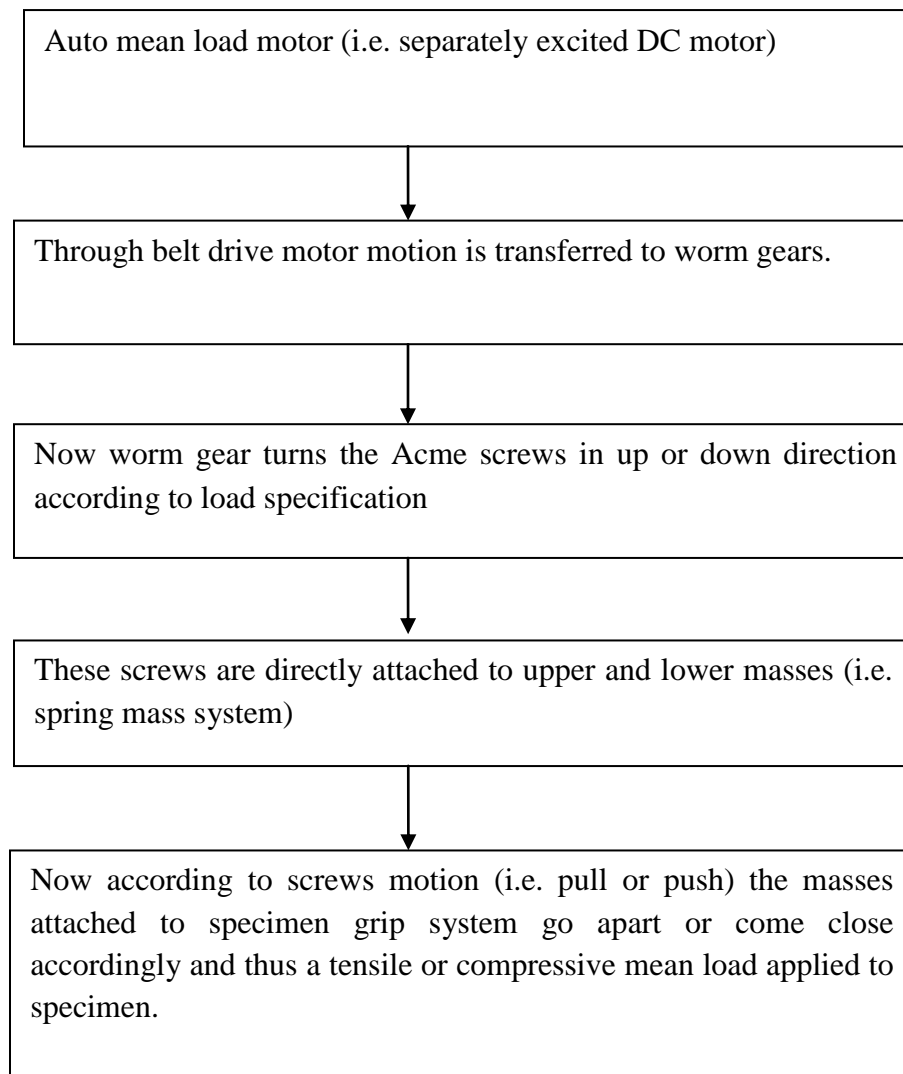 Auto mean load motor (i.e. separately excited DC motor)
Through belt drive motor motion is transferred to worm gears.
Now worm gear turns the Acme screws in up or down direction
according to load specification
These screws are directly attached to upper and lower masses (i.e.
spring mass system)
Now according to screws motion (i.e. pull or push) the masses
attached to specimen grip system go apart or come close
accordingly and thus a tensile or compressive mean load applied to
specimen.